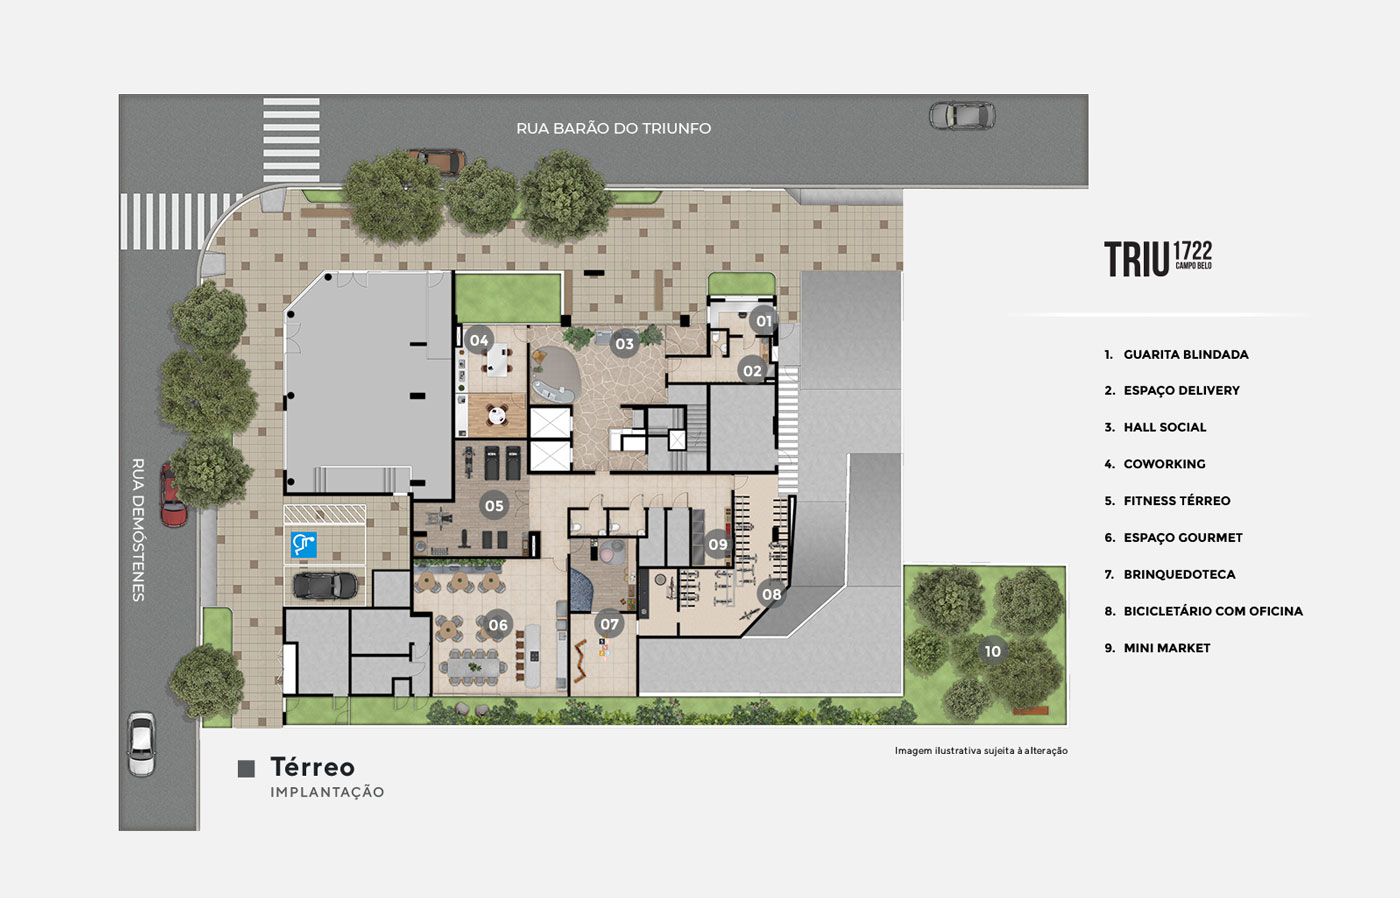 RUA BARÃO DO TRIUNFO
TRIU 1722
CAMPO BELO
01
03
04
02
1. GUARITA BLINDADA
2. ESPAÇO DELIVERY
3. HALL SOCIAL
4. COWORKING
5. FITNESS TÉRREO
6. ESPAÇO GOURMET
7. BRINQUEDOTECA
8. BICICLETÁRIO COM OFICINA
9. MINI MARKET
RUA DEMÓSTENES
05
09
08
06
07
10
Imagem ilustrativa sujeita à alteração
Térreo
IMPLANTAÇÃO